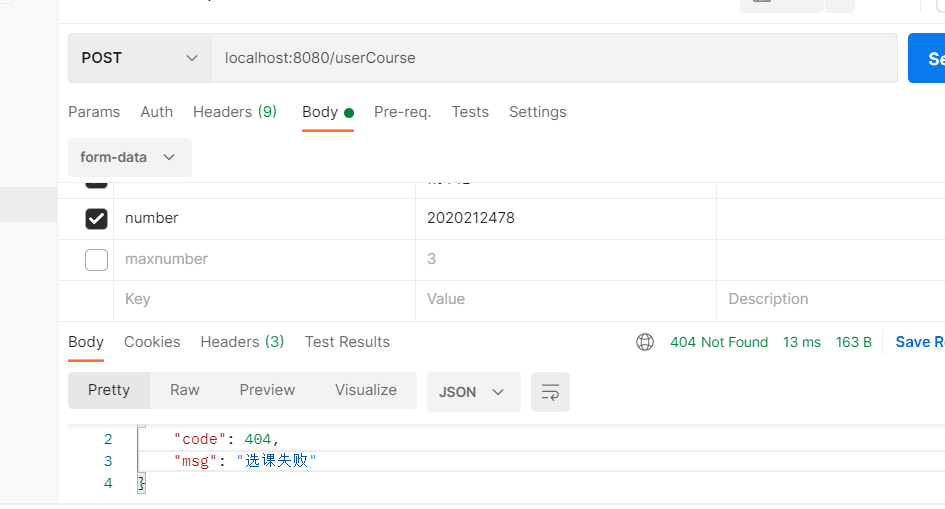 POST localhost:8080/userCourse Se
Params Auth Headers (9) Body Pre-req. Tests Settings
form-data
number 2020212478
maxnumber 3
Key Value Description
Body Cookies Headers (3) Test Results 404 Not Found 13 ms 163 B Save R
Pretty Raw Preview Visualize JSON
2 "code": 404,
3 "msg": "选课失败"
4 }